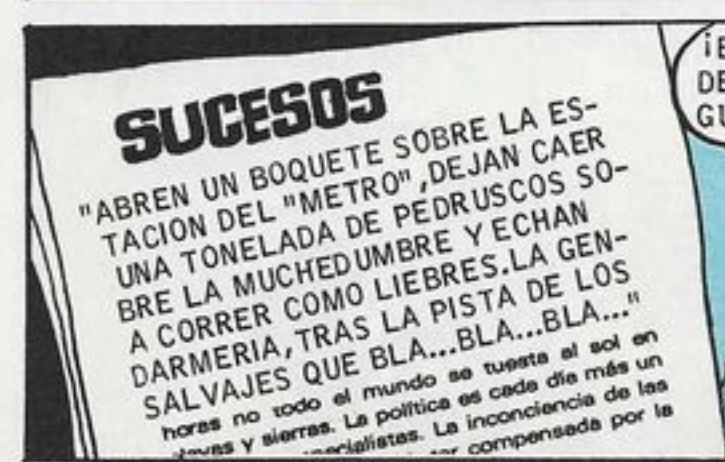 SUCESOS
"ABREN UN BOQUETE SOBRE LA ES-
TACION DEL "METRO", DEJAN CAER
UNA TONELADA DE PEDRUSCOS SO-
BRE LA MUCHEDUMBRE Y ECHAN
A CORRER COMO LIEBRES. LA GEN-
DARMERIA, TRAS LA PISTA DE LOS
SALVAJES QUE BLA...BLA...BLA..."
horas no todo el mundo se tuesta al sol en
y sierras. La política es cada día más un
La inconciencia de las
compensada por la